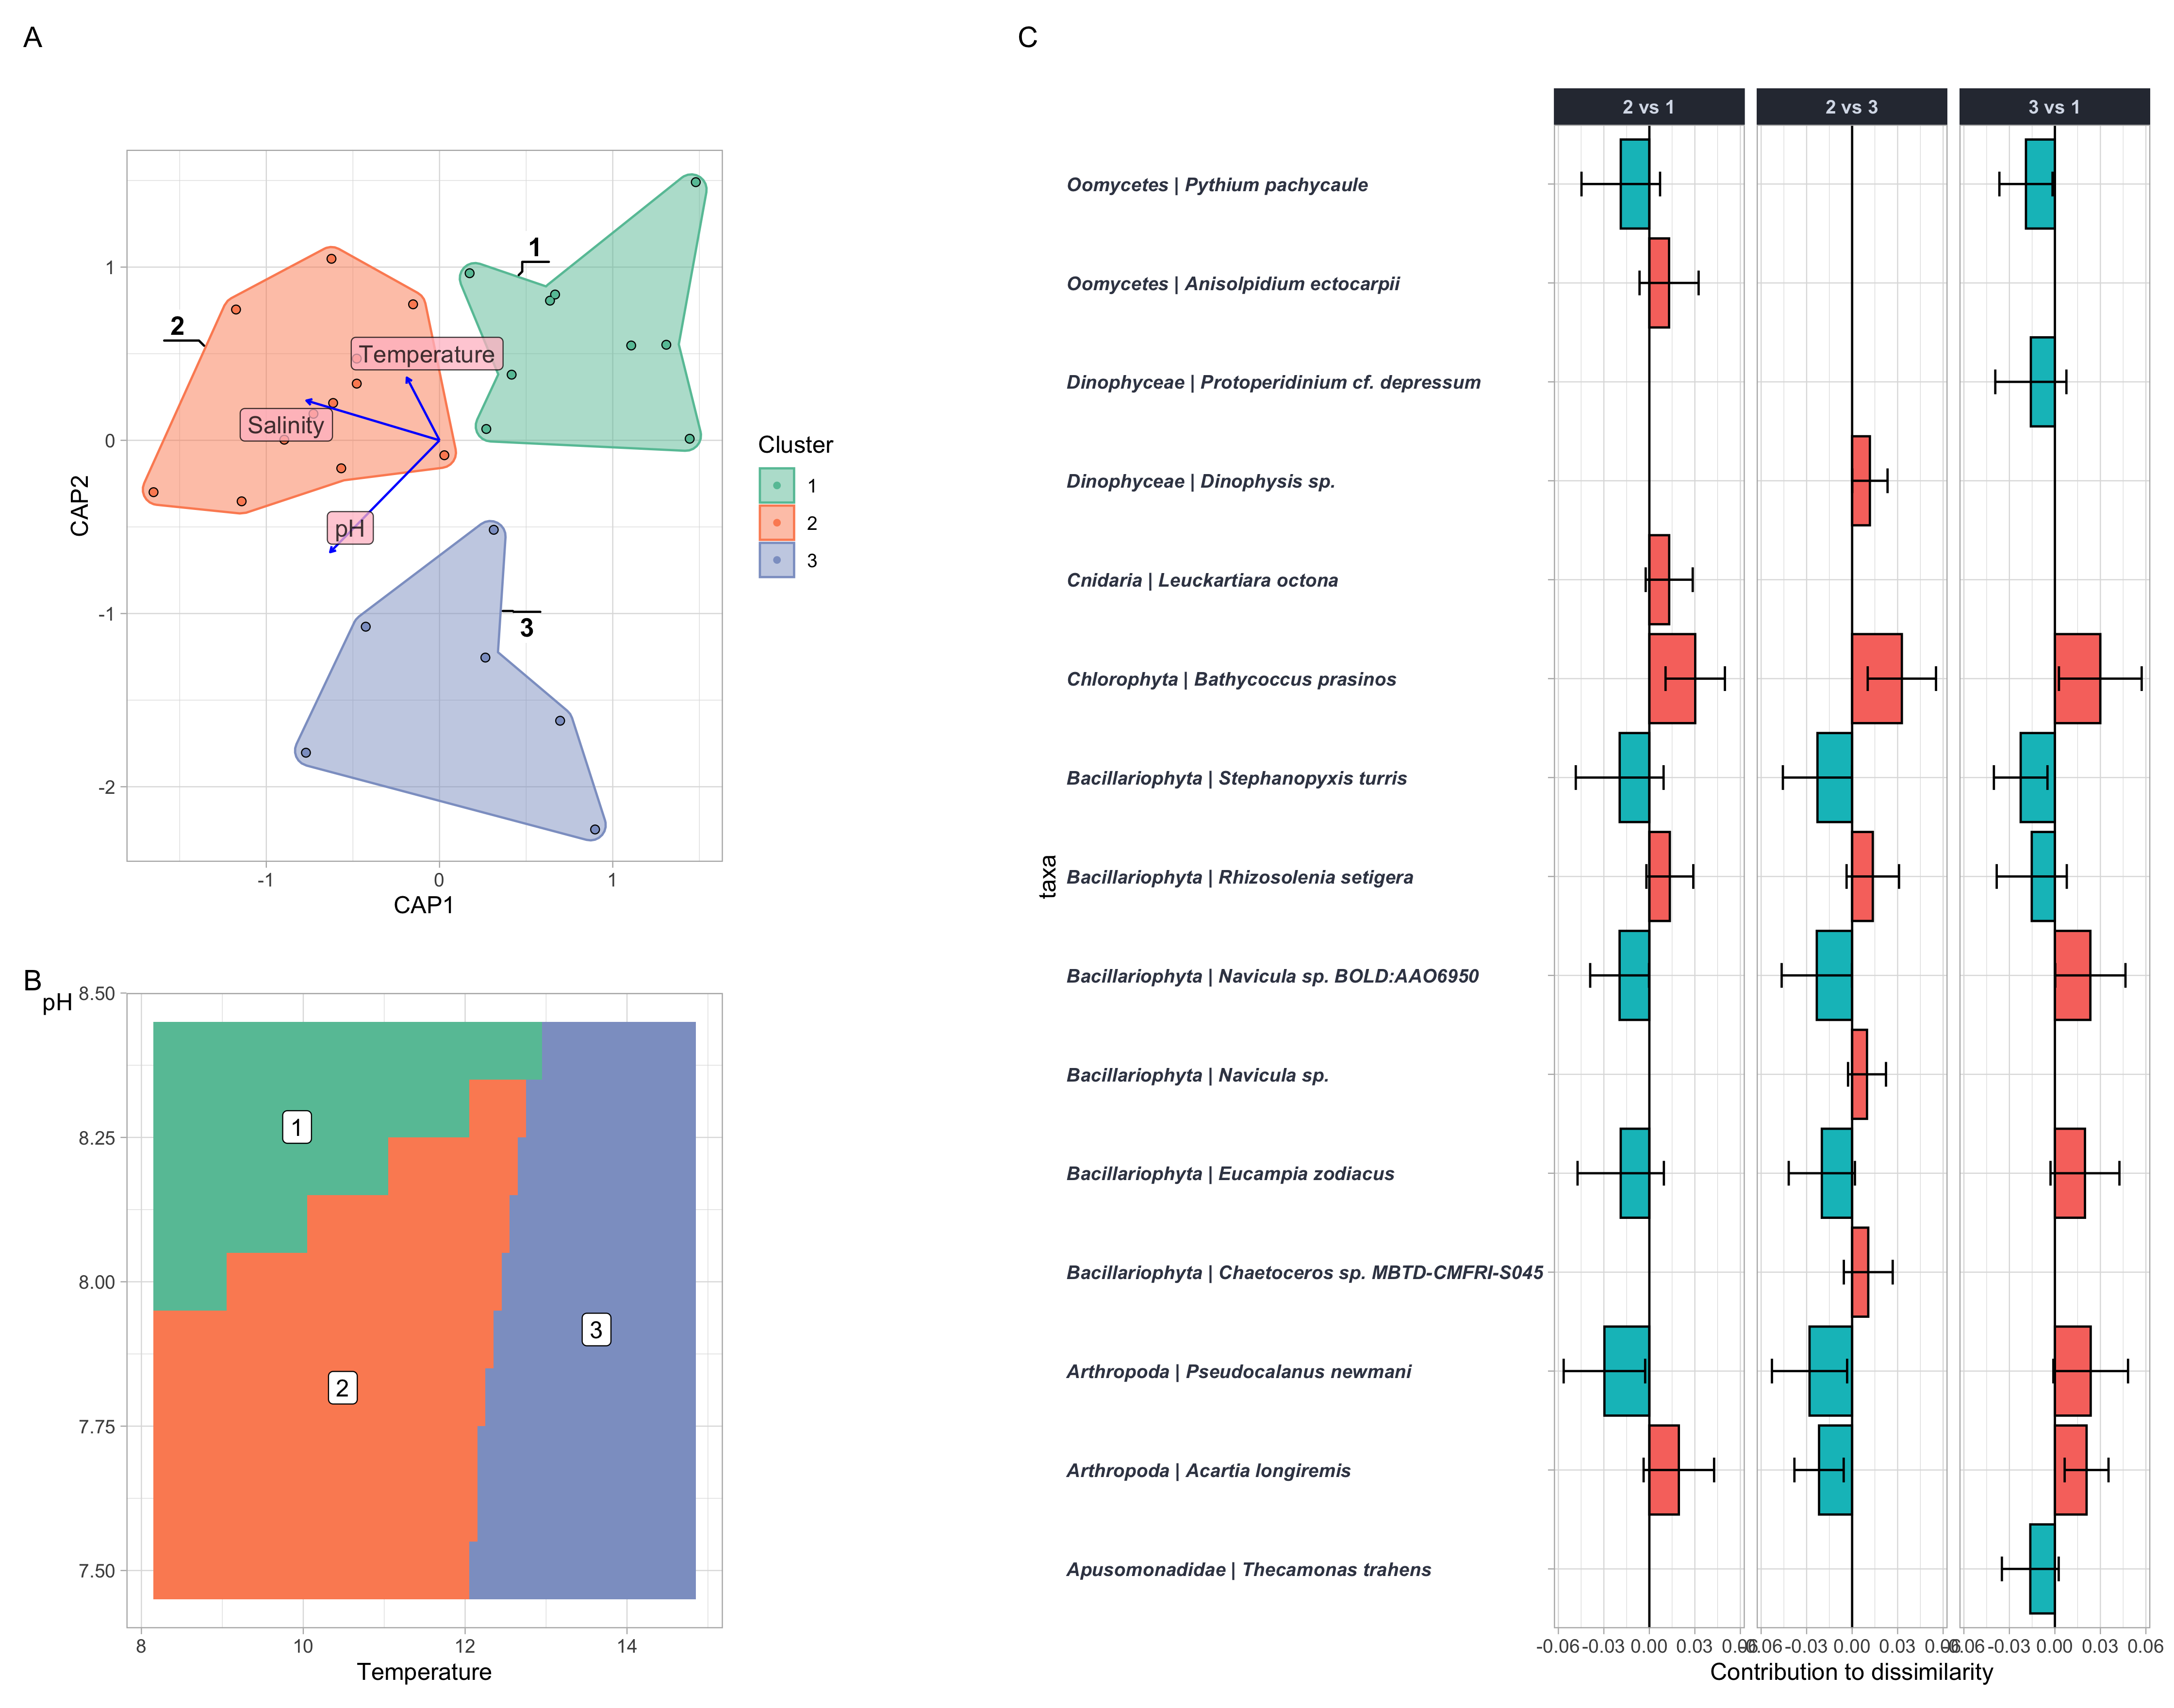 A
1
2
Temperature
Salinity
pH
3
1
0
-1
-2
CAP2
-1
0
1
CAP1
Cluster
1
2
3
B
pH
8.50
8.25
8.00
7.75
7.50
1
2
3
8
10
12
14
Temperature
C
2 vs 1
2 vs 3
3 vs 1
taxa
Oomycetes | Pythium pachycaule
Oomycetes | Anisolpidium ectocarpii
Dinophyceae | Protoperidinium cf. depressum
Dinophyceae | Dinophysis sp.
Cnidaria | Leuckartiara octona
Chlorophyta | Bathycoccus prasinos
Bacillariophyta | Stephanopyxis turris
Bacillariophyta | Rhizosolenia setigera
Bacillariophyta | Navicula sp. BOLD:AAO6950
Bacillariophyta | Navicula sp.
Bacillariophyta | Eucampia zodiacus
Bacillariophyta | Chaetoceros sp. MBTD-CMFRI-S045
Arthropoda | Pseudocalanus newmani
Arthropoda | Acartia longiremis
Apusomonadidae | Thecamonas trahens
-0.06 -0.03 0.00 0.03 0.06
-0.06 -0.03 0.00 0.03 0.06
-0.06 -0.03 0.00 0.03 0.06
Contribution to dissimilarity